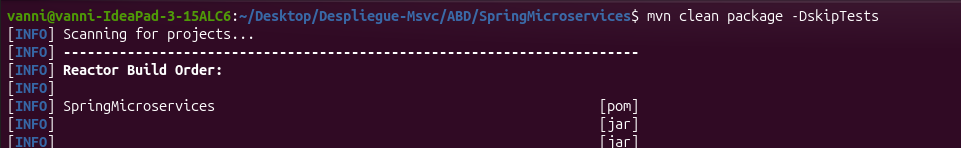 vanni@vanni-IdeaPad-3-15ALC6:~/Desktop/Despliegue-Msvc/ABD/SpringMicroservices$ mvn clean package -DskipTests
[INFO] Scanning for projects...
[INFO] ------------------------------------------------------------------------
[INFO] Reactor Build Order:
[INFO]
[INFO] SpringMicroservices [pom]
[INFO] [jar]
[INFO] [jar]